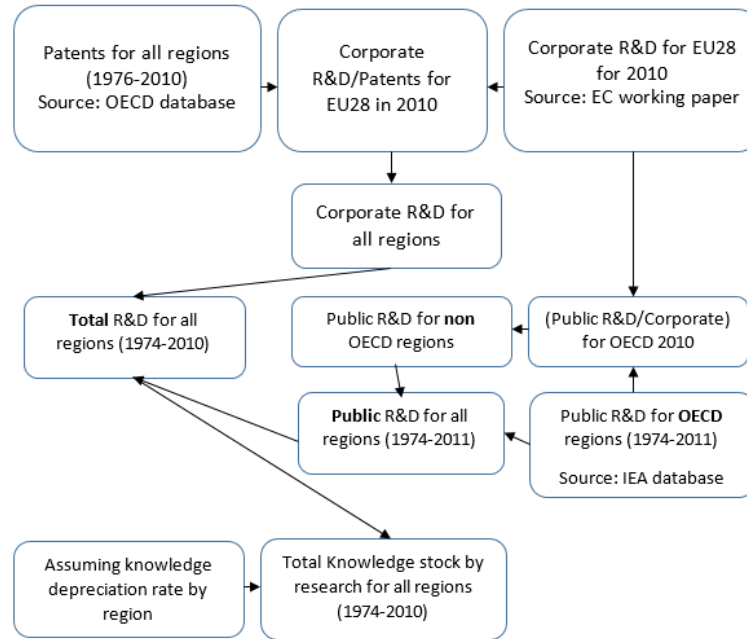 Patents for all regions
(1976-2010)
Source: OECD database
Corporate
R&D/Patents for
EU28 in 2010
Corporate R&D for EU28
for 2010
Source: EC working paper
Corporate R&D for
all regions
Total R&D for all
regions (1974-2010)
Public R&D for non
OECD regions
(Public R&D/Corporate)
for OECD 2010
Public R&D for all
regions (1974-2011)
Public R&D for OECD
regions (1974-2011)
Source: IEA database
Assuming knowledge
depreciation rate by
region
Total Knowledge stock by
research for all regions
(1974-2010)